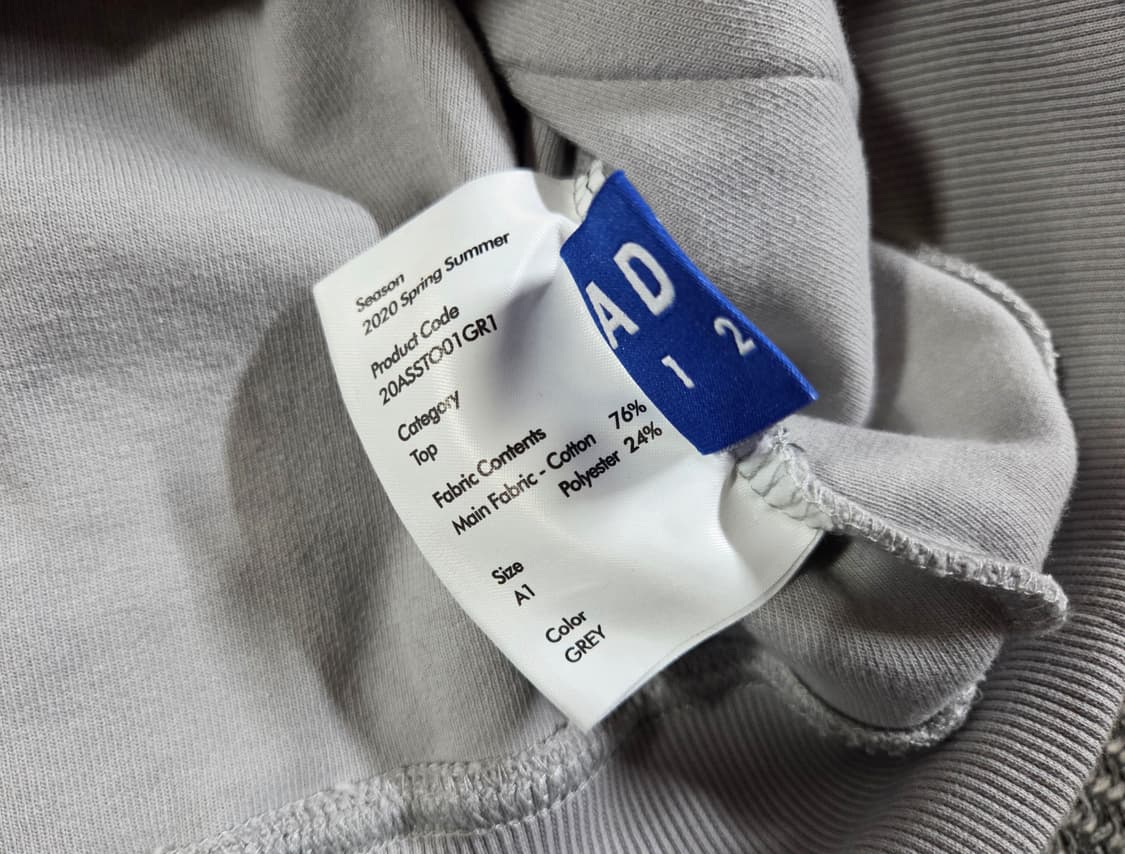 Season
2020 Spring Summer
Product Code
20ASSTO01GR1
Category
Top
Fabric Contents
Main Fabric - Cotton 76%
Polyester 24%
Size
A1
Color
GREY
AD
1 2